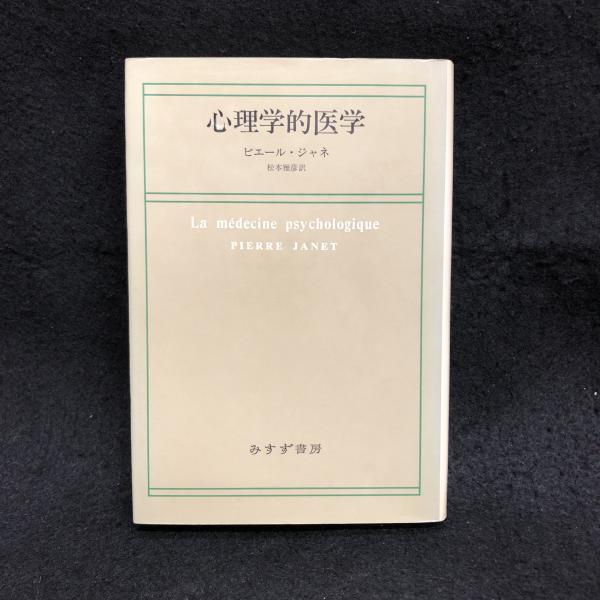 心理学的医学
ピエール・ジャネ
松本雅彦訳
La médecine psychologique
PIERRE JANET
みすず書房